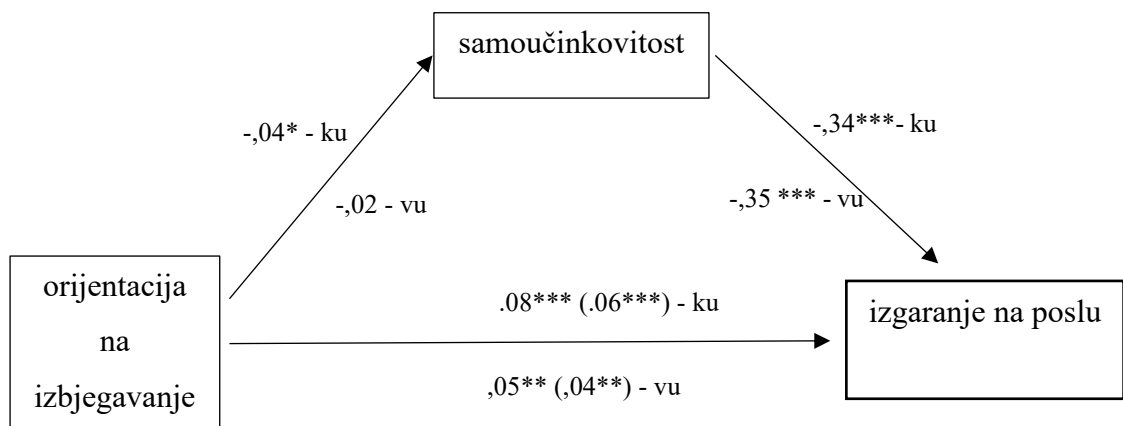 samoučinkovitost
-,04* - ku
-,34***- ku
-,02 - vu
-,35 *** - vu
orijentacija
na
izbjegavanje
.08*** (.06***) - ku
,05** (,04**) - vu
izgaranje na poslu